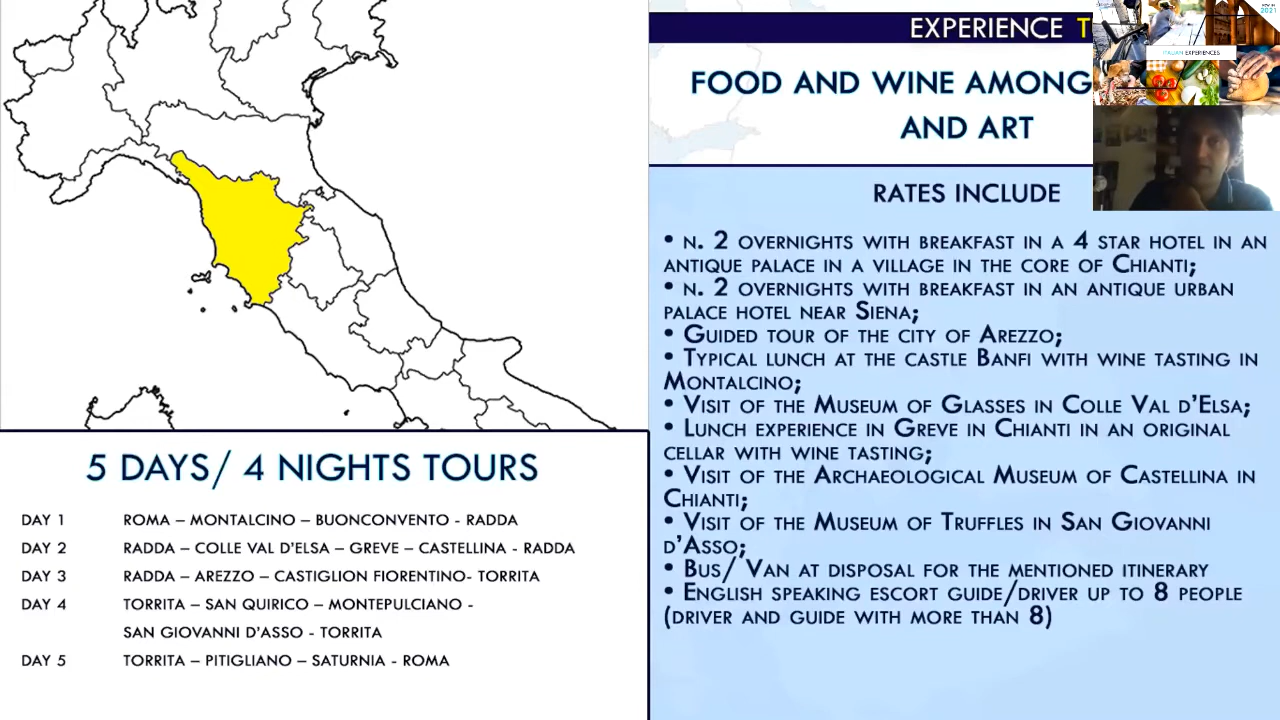 EXPERIENCE T
FOOD AND WINE AMONG
AND ART
RATES INCLUDE
• N. 2 OVERNIGHTS WITH BREAKFAST IN A 4 STAR HOTEL IN AN
ANTIQUE PALACE IN A VILLAGE IN THE CORE OF CHIANTI;
• N. 2 OVERNIGHTS WITH BREAKFAST IN AN ANTIQUE URBAN
PALACE HOTEL NEAR SIENA;
• GUIDED TOUR OF THE CITY OF AREZZO;
• TYPICAL LUNCH AT THE CASTLE BANFI WITH WINE TASTING IN
MONTALCINO;
• VISIT OF THE MUSEUM OF GLASSES IN COLLE VAL D'ELSA;
• LUNCH EXPERIENCE IN GREVE IN CHIANTI IN AN ORIGINAL
CELLAR WITH WINE TASTING;
• VISIT OF THE ARCHAEOLOGICAL MUSEUM OF CASTELLINA IN
CHIANTI;
• VISIT OF THE MUSEUM OF TRUFFLES IN SAN GIOVANNI
D'ASSO;
• BUS/ VAN AT DISPOSAL FOR THE MENTIONED ITINERARY
• ENGLISH SPEAKING ESCORT GUIDE/DRIVER UP TO 8 PEOPLE
(DRIVER AND GUIDE WITH MORE THAN 8)
5 DAYS/ 4 NIGHTS TOURS
DAY 1 ROMA – MONTALCINO – BUONCONVENTO - RADDA
DAY 2 RADDA – COLLE VAL D'ELSA – GREVE – CASTELLINA - RADDA
DAY 3 RADDA – AREZZO – CASTIGLION FIORENTINO- TORRITA
DAY 4 TORRITA – SAN QUIRICO – MONTEPULCIANO -
SAN GIOVANNI D'ASSO - TORRITA
DAY 5 TORRITA – PITIGLIANO – SATURNIA - ROMA
ITALIAN EXPERIENCES
2021